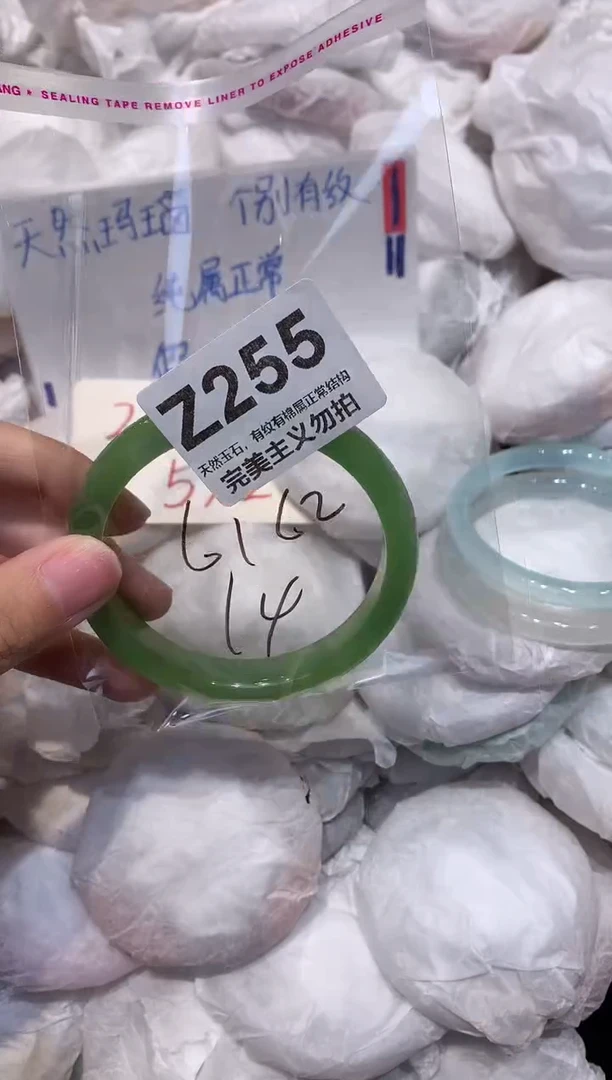 ANG * SEALING TAPE REMOVE LINER TO EXPOSE ADHESIVE
天然玛瑙 个别有纹
纯属正常
Z255
天然玉石,有纹有棉属正常结构
完美主义勿拍
6162
14